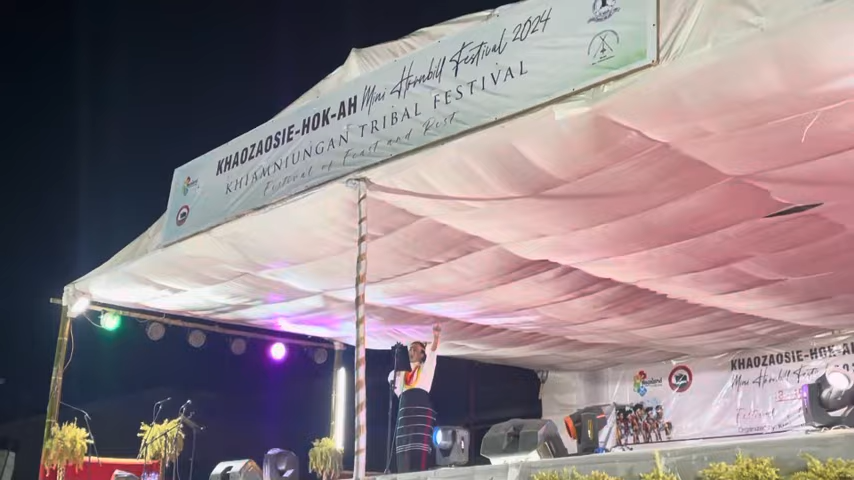 KHAOZAOSIE-HOK-AH Mini Hornbill Festival 2024
KHIAMNIUNGAN TRIBAL FESTIVAL
Festival of Feast and Rest
KHAOZAOSIE-HOK-AH
Mini Hornbill
Festival